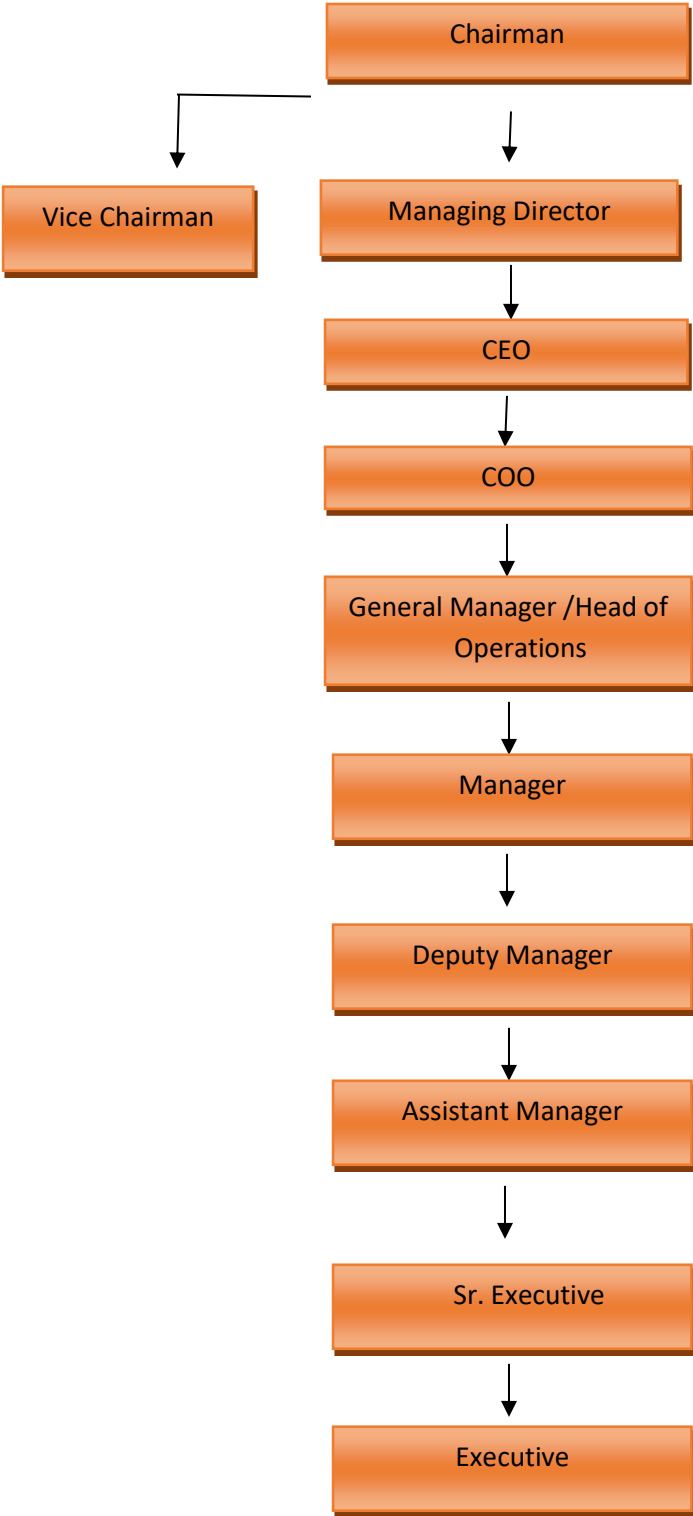 Chairman
Vice Chairman
Managing Director
CEO
COO
General Manager /Head of
Operations
Manager
Deputy Manager
Assistant Manager
Sr. Executive
Executive